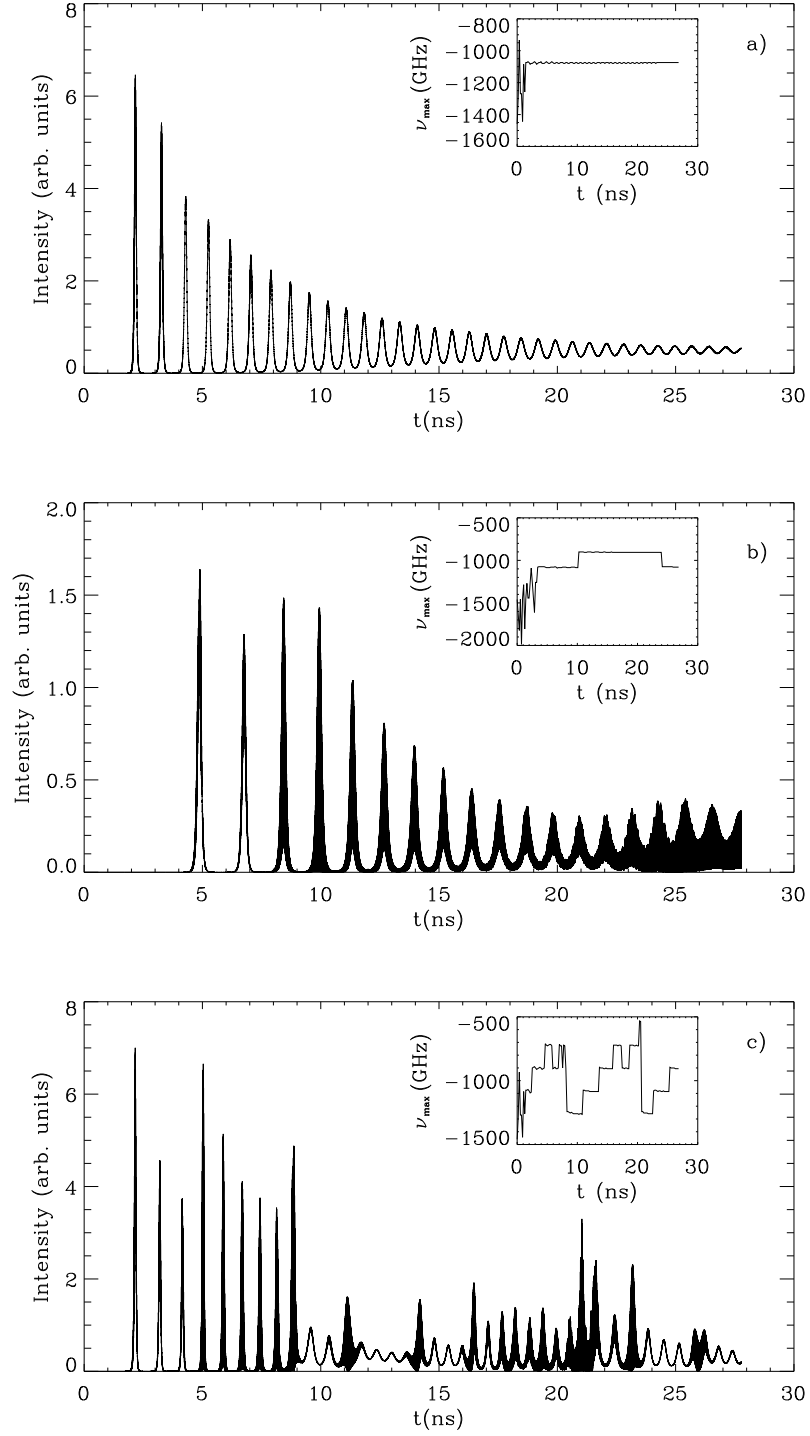 8
6
4
2
0
Intensity (arb. units)
0 5 10 15 20 25 30
t(ns)
a)
−800
−1000
−1200
−1400
−1600
ν_max (GHz)
0 10 20 30
t (ns)
2.0
1.5
1.0
0.5
0.0
Intensity (arb. units)
0 5 10 15 20 25 30
t(ns)
b)
−500
−1000
−1500
−2000
ν_max (GHz)
0 10 20 30
t (ns)
8
6
4
2
0
Intensity (arb. units)
0 5 10 15 20 25 30
t(ns)
c)
−500
−1000
−1500
ν_max (GHz)
0 10 20 30
t (ns)